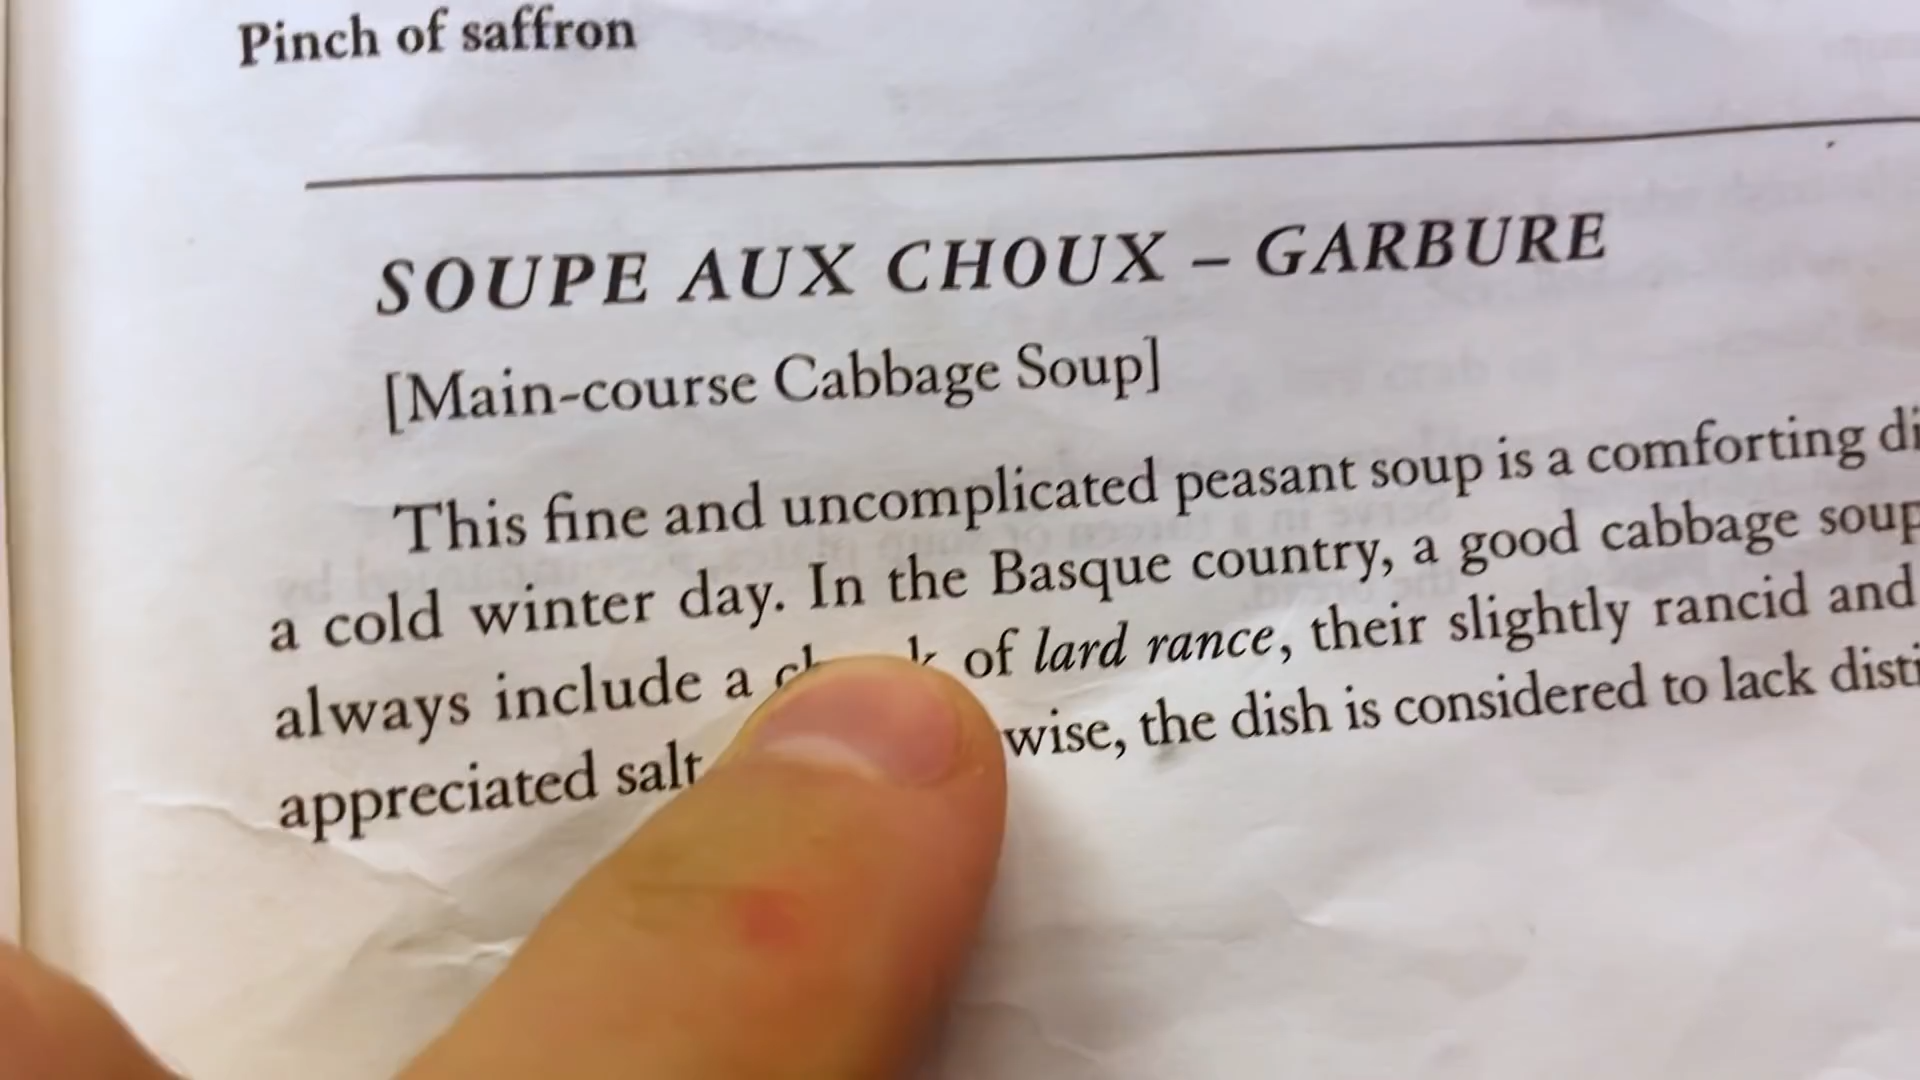 Pinch of saffron
SOUPE AUX CHOUX – GARBURE
[Main-course Cabbage Soup]
This fine and uncomplicated peasant soup is a comforting
a cold winter day. In the Basque country, a good cabbage soup
always include a of lard rance, their slightly rancid and
appreciated salt wise, the dish is considered to lack